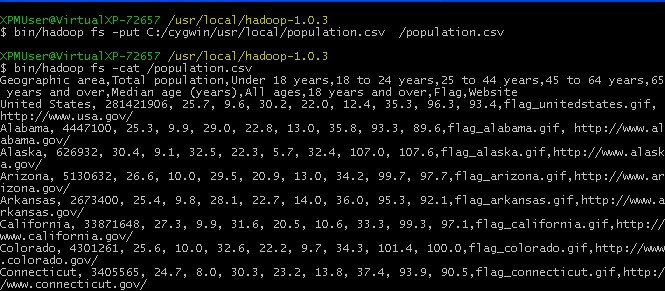 XPMUser@VirtualXP-72657 /usr/local/hadoop-1.0.3
$ bin/hadoop fs -put C:/cygwin/usr/local/population.csv  /population.csv
XPMUser@VirtualXP-72657 /usr/local/hadoop-1.0.3
$ bin/hadoop fs -cat /population.csv
Geographic area,Total population,Under 18 years,18 to 24 years,25 to 44 years,45 to 64 years,65
 years and over,Median age (years),All ages,18 years and over,Flag,Website
United States, 281421906, 25.7, 9.6, 30.2, 22.0, 12.4, 35.3, 96.3, 93.4,flag_unitedstates.gif,
http://www.usa.gov/
Alabama, 4447100, 25.3, 9.9, 29.0, 22.8, 13.0, 35.8, 93.3, 89.6,flag_alabama.gif, http://www.al
abama.gov/
Alaska, 626932, 30.4, 9.1, 32.5, 22.3, 5.7, 32.4, 107.0, 107.6,flag_alaska.gif,http://www.alask
a.gov/
Arizona, 5130632, 26.6, 10.0, 29.5, 20.9, 13.0, 34.2, 99.7, 97.7,flag_arizona.gif,http://www.ar
izona.gov/
Arkansas, 2673400, 25.4, 9.8, 28.1, 22.7, 14.0, 36.0, 95.3, 92.1,flag_arkansas.gif,http://www.a
rkansas.gov/
California, 33871648, 27.3, 9.9, 31.6, 20.5, 10.6, 33.3, 99.3, 97.1,flag_california.gif,http://
www.california.gov/
Colorado, 4301261, 25.6, 10.0, 32.6, 22.2, 9.7, 34.3, 101.4, 100.0,flag_colorado.gif,http://www
.colorado.gov/
Connecticut, 3405565, 24.7, 8.0, 30.3, 23.2, 13.8, 37.4, 93.9, 90.5,flag_connecticut.gif,http:/
/www.connecticut.gov/